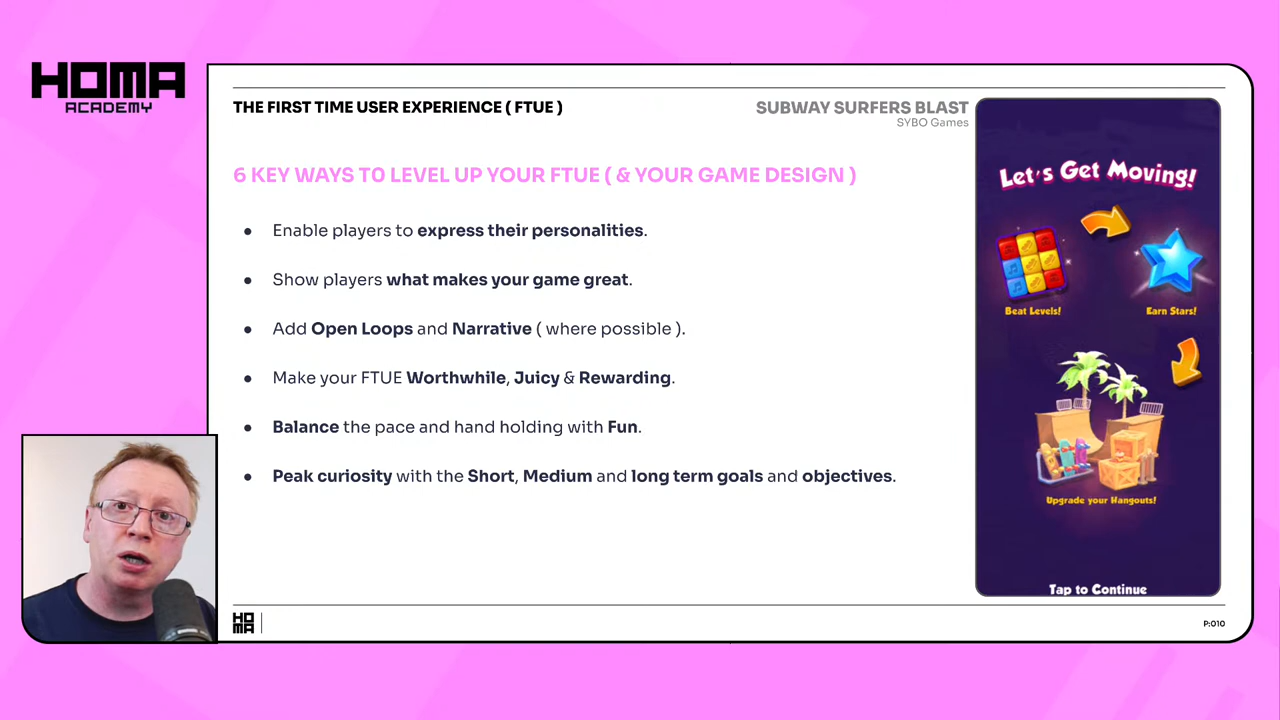 HOMA
ACADEMY
THE FIRST TIME USER EXPERIENCE ( FTUE )
SUBWAY SURFERS BLAST
SYBO Games
6 KEY WAYS TO LEVEL UP YOUR FTUE ( & YOUR GAME DESIGN )
● Enable players to express their personalities.
● Show players what makes your game great.
● Add Open Loops and Narrative ( where possible ).
● Make your FTUE Worthwhile, Juicy & Rewarding.
● Balance the pace and hand holding with Fun.
● Peak curiosity with the Short, Medium and long term goals and objectives.
Let's Get Moving!
Beat Levels!
Earn Stars!
Upgrade your Hangouts!
Tap to Continue
HO
MA
P:010